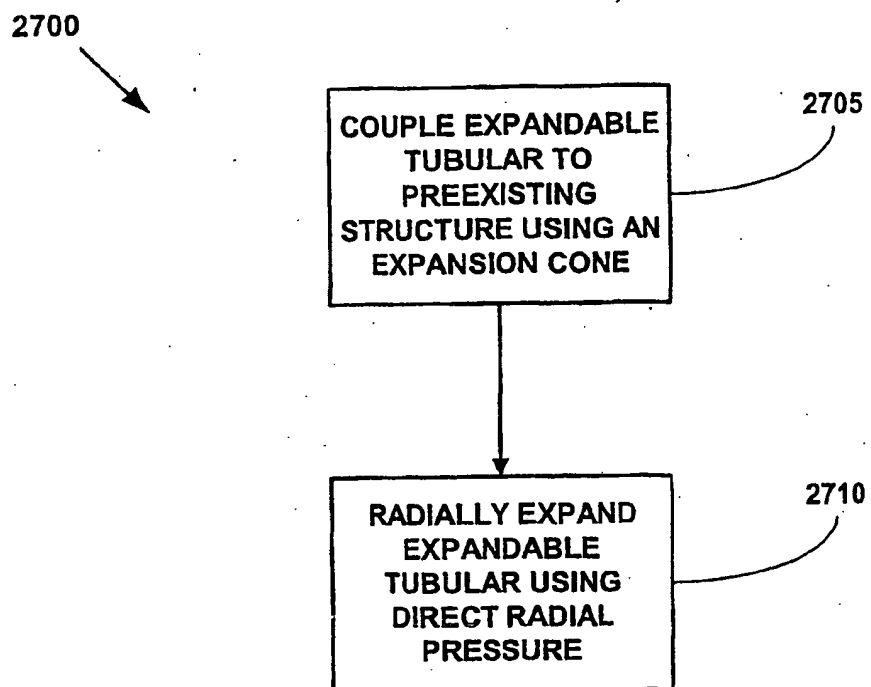 2700
COUPLE EXPANDABLE
TUBULAR TO
PREEXISTING
STRUCTURE USING AN
EXPANSION CONE
2705
RADIALLY EXPAND
EXPANDABLE
TUBULAR USING
DIRECT RADIAL
PRESSURE
2710